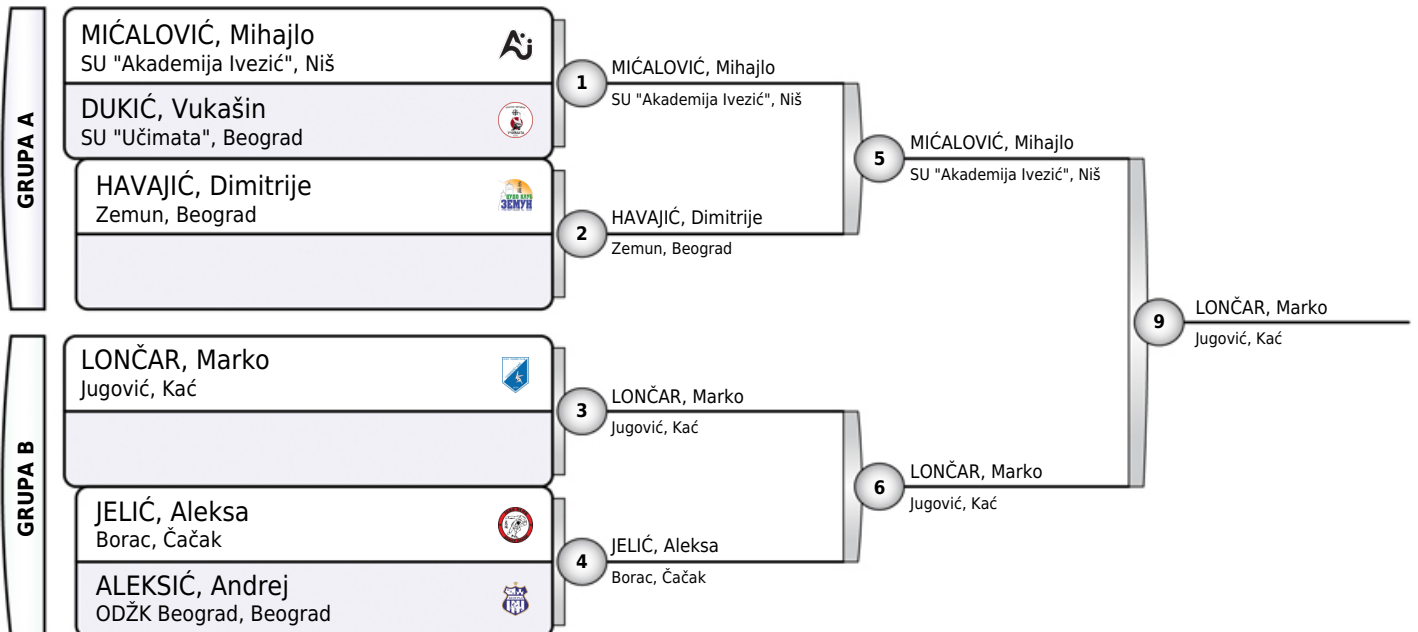 GRUPA A
MIĆALOVIĆ, Mihajlo
SU "Akademija Ivezić", Niš
DUKIĆ, Vukašin
SU "Učimata", Beograd
HAVAJIĆ, Dimitrije
Zemun, Beograd
ЗЕМУН
1
MIĆALOVIĆ, Mihajlo
SU "Akademija Ivezić", Niš
2
HAVAJIĆ, Dimitrije
Zemun, Beograd
5
MIĆALOVIĆ, Mihajlo
SU "Akademija Ivezić", Niš
GRUPA B
LONČAR, Marko
Jugović, Kać
JELIĆ, Aleksa
Borac, Čačak
ALEKSIĆ, Andrej
ODŽK Beograd, Beograd
3
LONČAR, Marko
Jugović, Kać
4
JELIĆ, Aleksa
Borac, Čačak
6
LONČAR, Marko
Jugović, Kać
9
LONČAR, Marko
Jugović, Kać